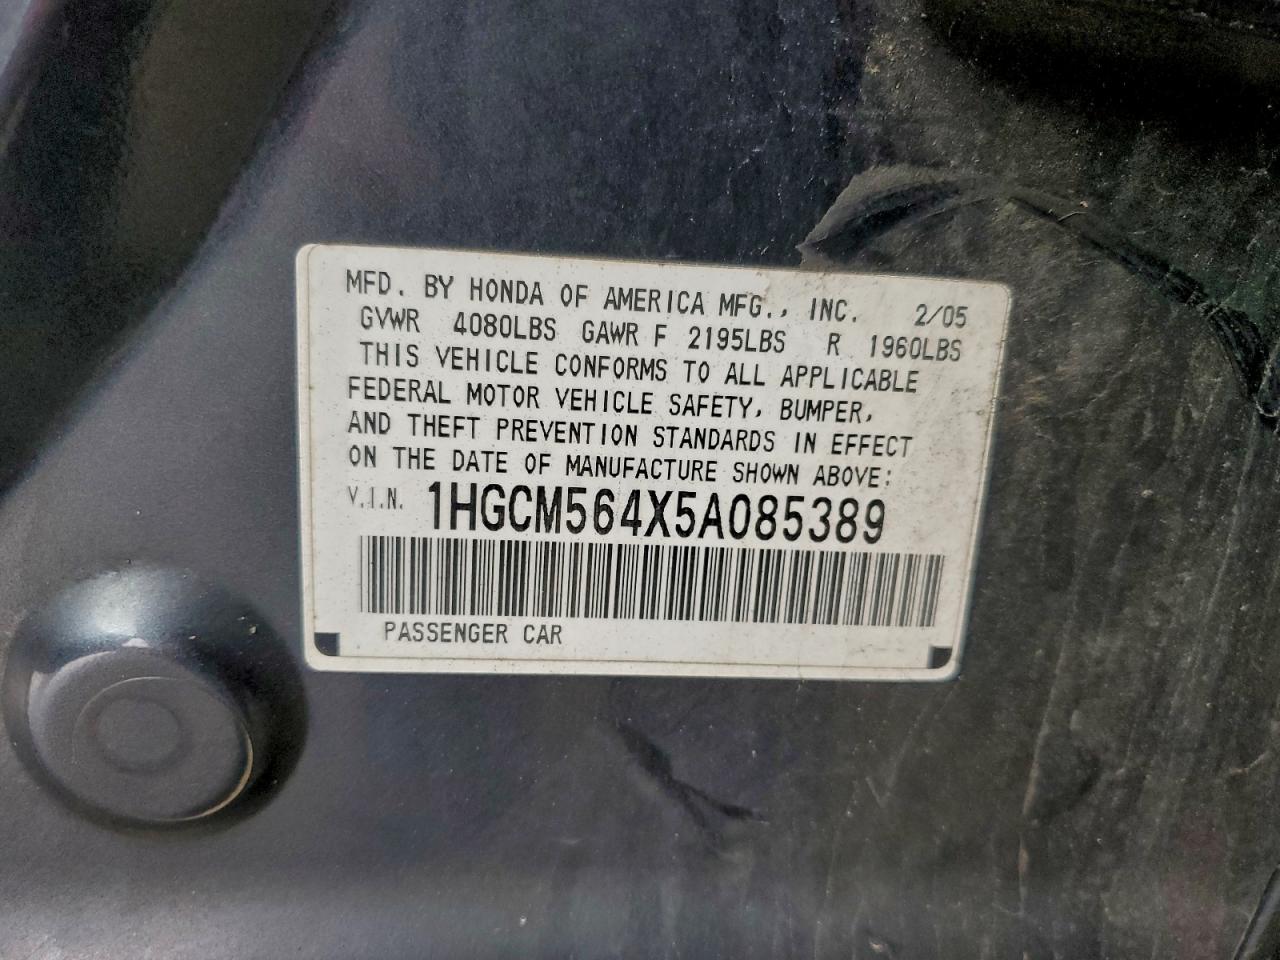 MFD. BY HONDA OF AMERICA MFG., INC. 2/05
GVWR 4080LBS GAWR F 2195LBS R 1960LBS
THIS VEHICLE CONFORMS TO ALL APPLICABLE
FEDERAL MOTOR VEHICLE SAFETY, BUMPER,
AND THEFT PREVENTION STANDARDS IN EFFECT
ON THE DATE OF MANUFACTURE SHOWN ABOVE:
V.I.N. 1HGCM564X5A085389
PASSENGER CAR